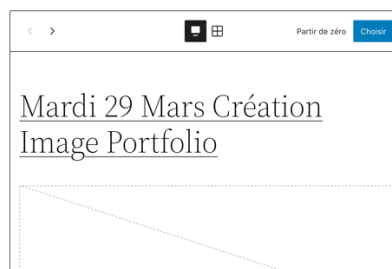 Partir de zéro Choisir
Mardi 29 Mars Création
Image Portfolio